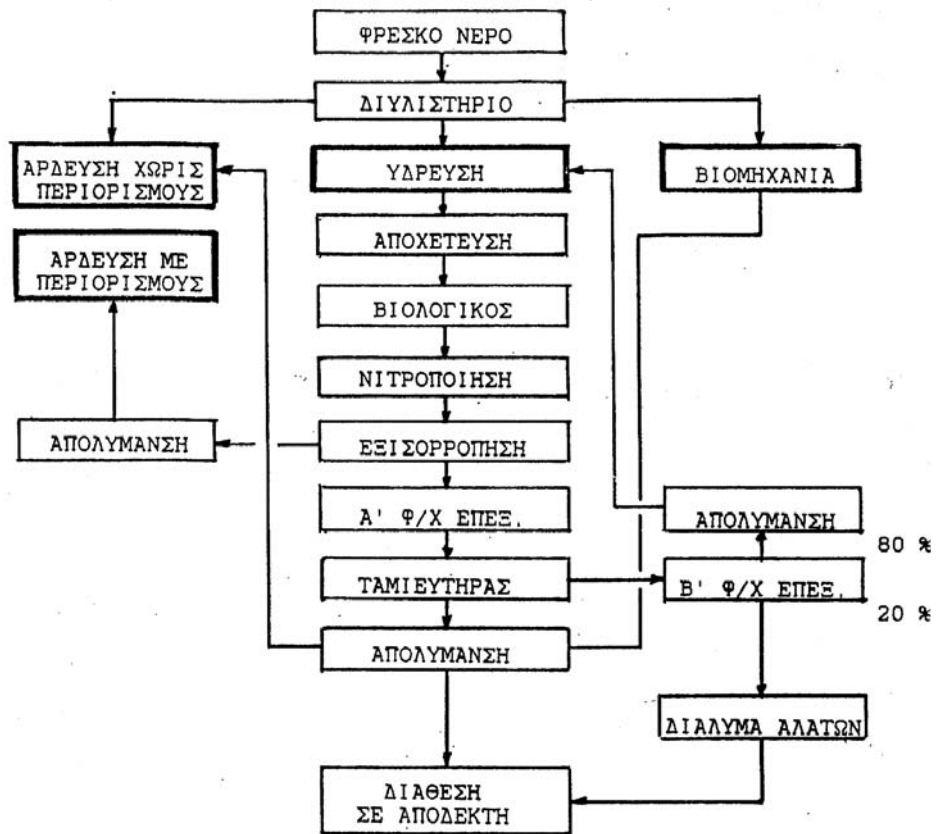 ΦΡΕΣΚΟ ΝΕΡΟ
ΔΙΥΛΙΣΤΗΡΙΟ
ΑΡΔΕΥΣΗ ΧΩΡΙΣ
ΠΕΡΙΟΡΙΣΜΟΥΣ
ΥΔΡΕΥΣΗ
ΒΙΟΜΗΧΑΝΙΑ
ΑΠΟΧΕΤΕΥΣΗ
ΑΡΔΕΥΣΗ ΜΕ
ΠΕΡΙΟΡΙΣΜΟΥΣ
ΒΙΟΛΟΓΙΚΟΣ
ΝΙΤΡΟΠΟΙΗΣΗ
ΑΠΟΛΥΜΑΝΣΗ
ΕΞΙΣΟΡΡΟΠΗΣΗ
Α' Φ/Χ ΕΠΕΞ.
ΑΠΟΛΥΜΑΝΣΗ
80 %
ΤΑΜΙΕΥΤΗΡΑΣ
Β' Φ/Χ ΕΠΕΞ.
20 %
ΑΠΟΛΥΜΑΝΣΗ
ΔΙΑΛΥΜΑ ΑΛΑΤΩΝ
ΔΙΑΘΕΣΗ
ΣΕ ΑΠΟΔΕΚΤΗ